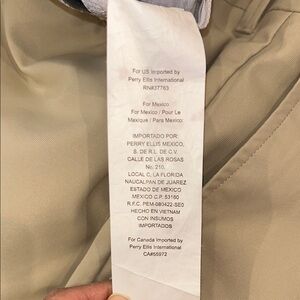 For US Imported by
Perry Ellis International
RN#37763
For Mexico
For Mexico / Pour Le
Mexique / Para Mexico
IMPORTADO POR:
PERRY ELLIS MEXICO,
S. DE R.L. DE C.V.
CALLE DE LAS ROSAS
No. 210,
LOCAL C, LA FLORIDA
NAUCALPAN DE JUAREZ
ESTADO DE MEXICO
MEXICO C.P. 53160
R.F.C. PEM-080422-SE0
HECHO EN VIETNAM
CON INSUMOS
IMPORTADOS
For Canada Imported by
Perry Ellis International
CA#55972